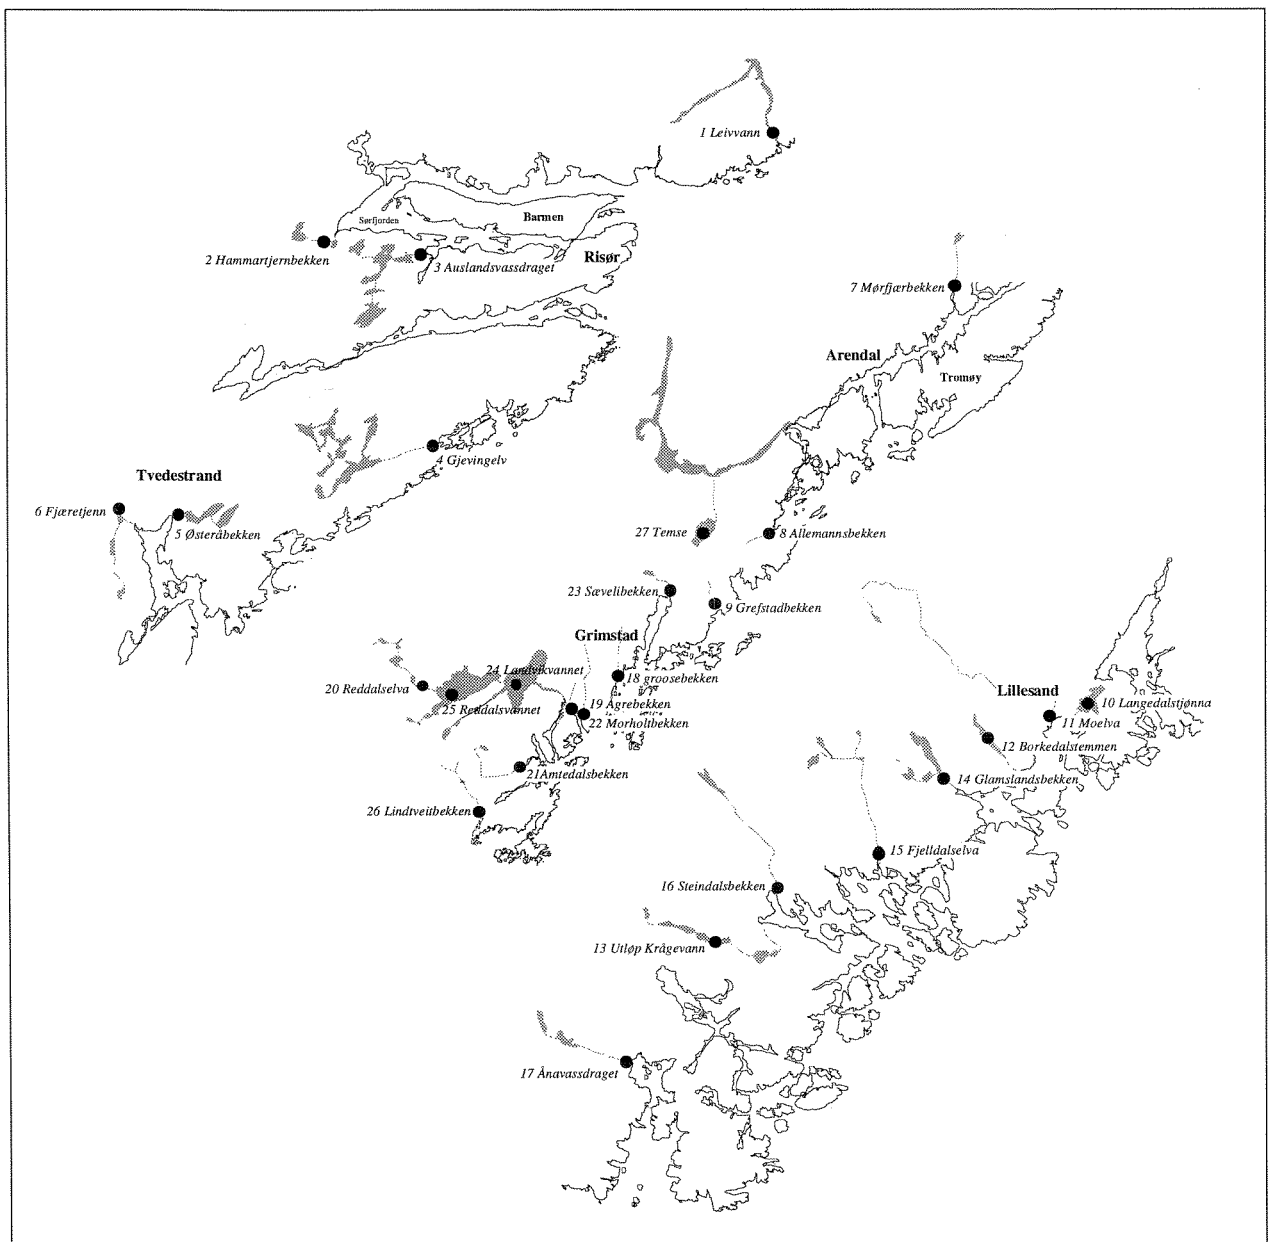 1 Leivvann
Sørfjorden
Barmen
2 Hammartjernbekken
3 Auslandsvassdraget
Risør
7 Mørfjærbekken
Arendal
Tromøy
4 Gjevingelv
Tvedestrand
6 Fjæretjenn
5 Østeråbekken
27 Temse
8 Allemannsbekken
23 Sævelibekken
9 Grefstadbekken
Grimstad
24 Landvikvannet
18 groosebekken
20 Reddalselva
25 Reddalsvannet
19 Agrebekken
22 Morholtbekken
Lillesand
10 Langedalstjønna
11 Moelva
12 Borkedalstemmen
21Amtedalsbekken
14 Glamslandsbekken
26 Lindtveitbekken
15 Fjelldalselva
16 Steindalsbekken
13 Utløp Krågevann
17 Ånavassdraget